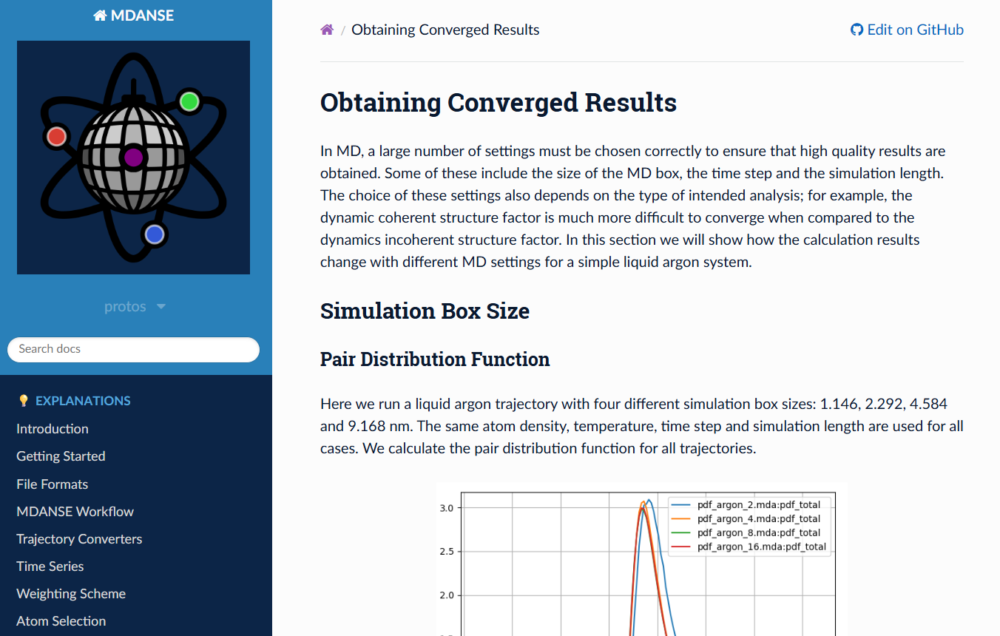 MDANSE
protos
Search docs
EXPLANATIONS
Introduction
Getting Started
File Formats
MDANSE Workflow
Trajectory Converters
Time Series
Weighting Scheme
Atom Selection
/ Obtaining Converged Results
Edit on GitHub
Obtaining Converged Results
In MD, a large number of settings must be chosen correctly to ensure that high quality results are
obtained. Some of these include the size of the MD box, the time step and the simulation length.
The choice of these settings also depends on the type of intended analysis; for example, the
dynamic coherent structure factor is much more difficult to converge when compared to the
dynamics incoherent structure factor. In this section we will show how the calculation results
change with different MD settings for a simple liquid argon system.
Simulation Box Size
Pair Distribution Function
Here we run a liquid argon trajectory with four different simulation box sizes: 1.146, 2.292, 4.584
and 9.168 nm. The same atom density, temperature, time step and simulation length are used for all
cases. We calculate the pair distribution function for all trajectories.
3.0
2.5
2.0
pdf_argon_2.mda:pdf_total
pdf_argon_4.mda:pdf_total
pdf_argon_8.mda:pdf_total
pdf_argon_16.mda:pdf_total